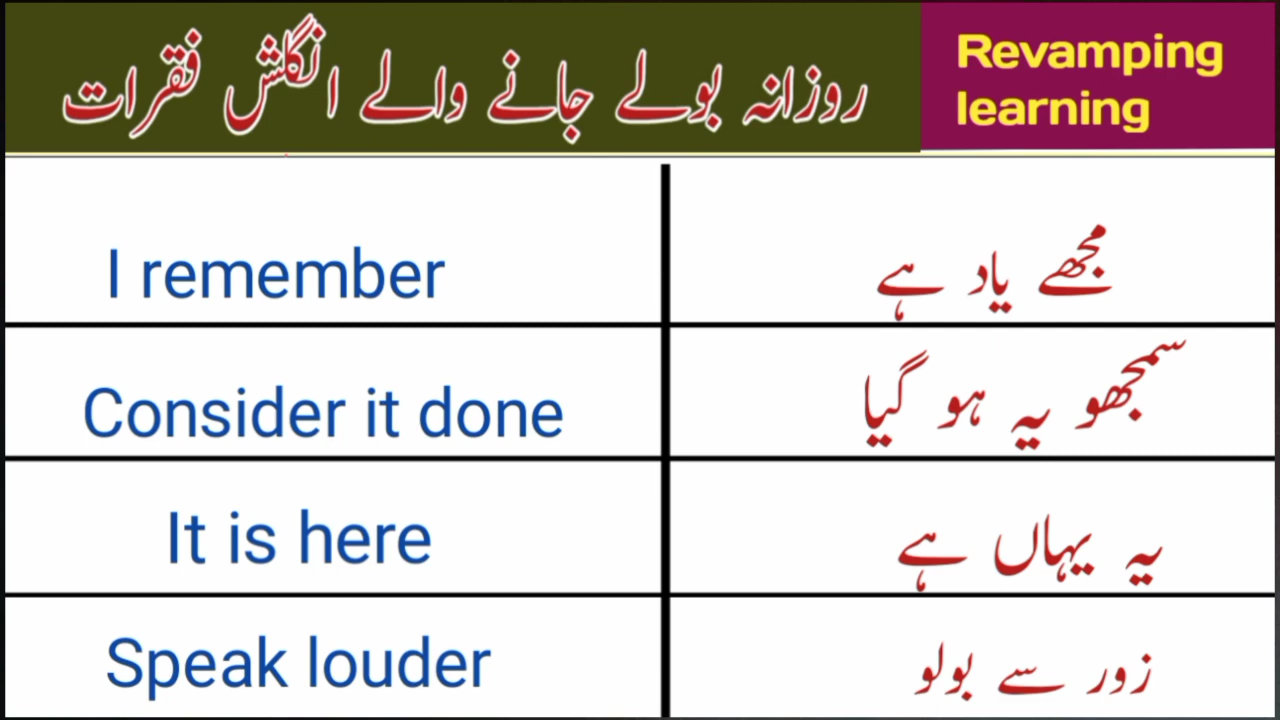 روزانہ بولے جانے والے انگلش فقرات
Revamping
learning
I remember
مجھے یاد ہے
Consider it done
سمجھو یہ ہو گیا
It is here
یہ یہاں ہے
Speak louder
زور سے بولو